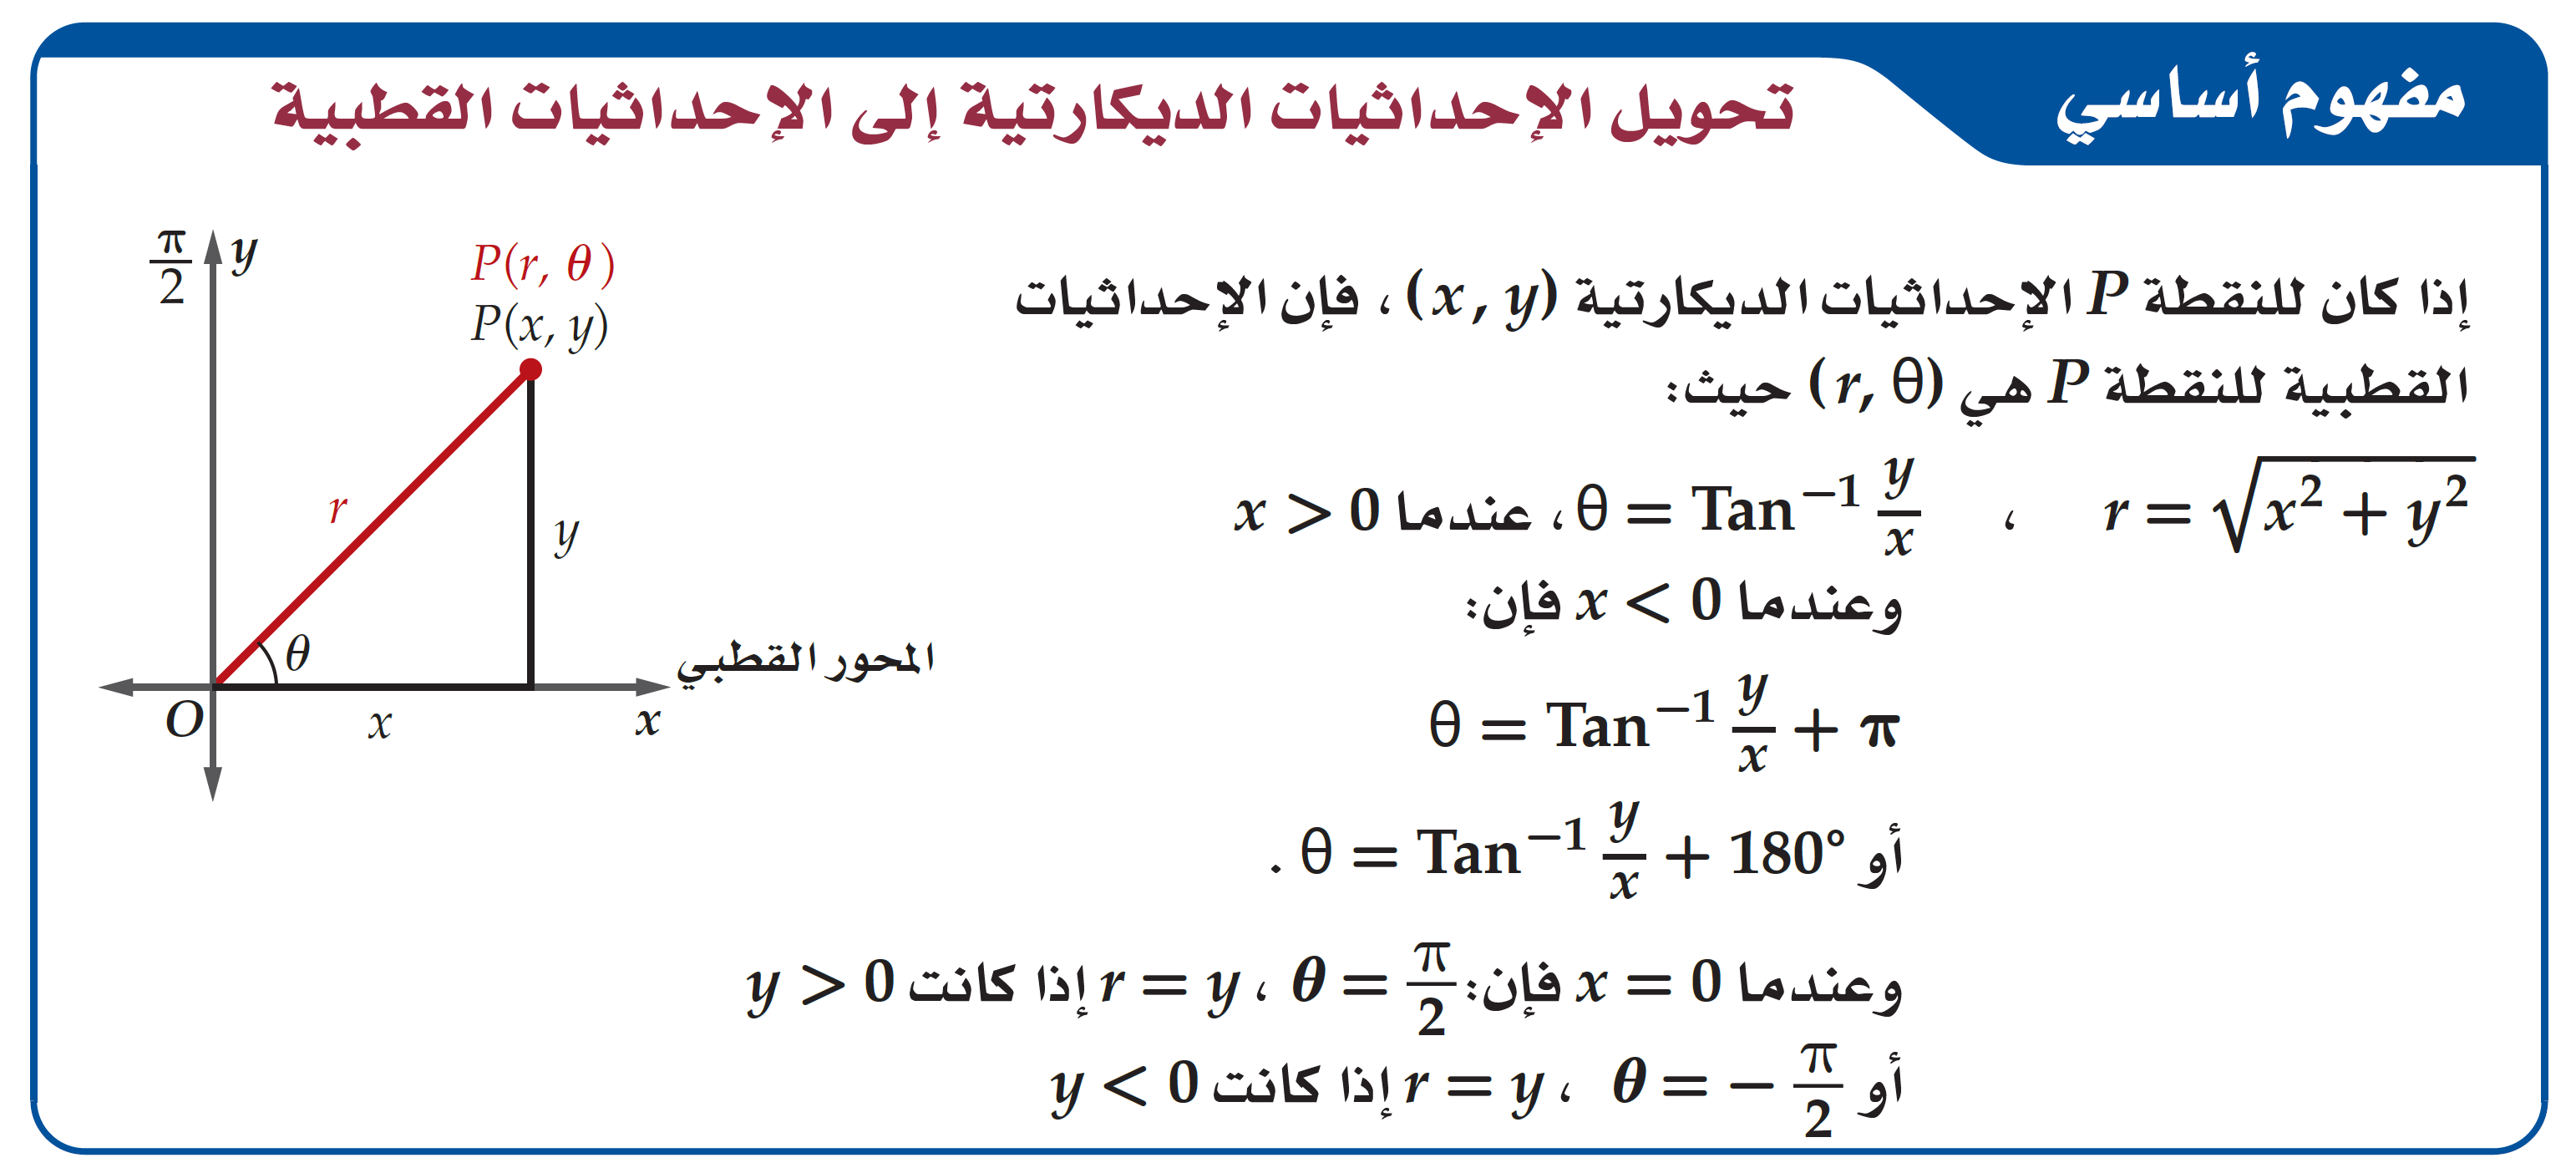 مفهوم أساسي
تحويل الإحداثيات الديكارتية إلى الإحداثيات القطبية
إذا كان للنقطة P الإحداثيات الديكارتية (x, y) ، فإن الإحداثيات
القطبية للنقطة P هي (r, θ) حيث:
r = √(x² + y²) ، θ = Tan⁻¹ y/x ، عندما x > 0
وعندما x < 0 فإن:
θ = Tan⁻¹ y/x + π
أو θ = Tan⁻¹ y/x + 180° .
وعندما x = 0 فإن: θ = π/2 ، r = y إذا كانت y > 0
أو θ = − π/2 ، r = y إذا كانت y < 0
π/2
y
P(r, θ)
P(x, y)
r
y
θ
المحور القطبي
O
x
x